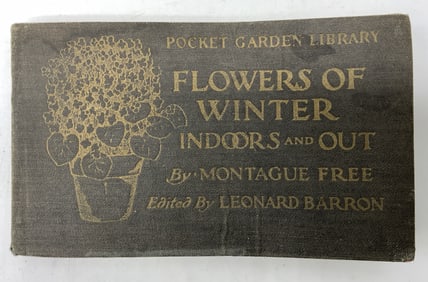 POCKET GARDEN LIBRARY
FLOWERS OF
WINTER
INDOORS AND OUT
By MONTAGUE FREE
Edited By LEONARD BARRON